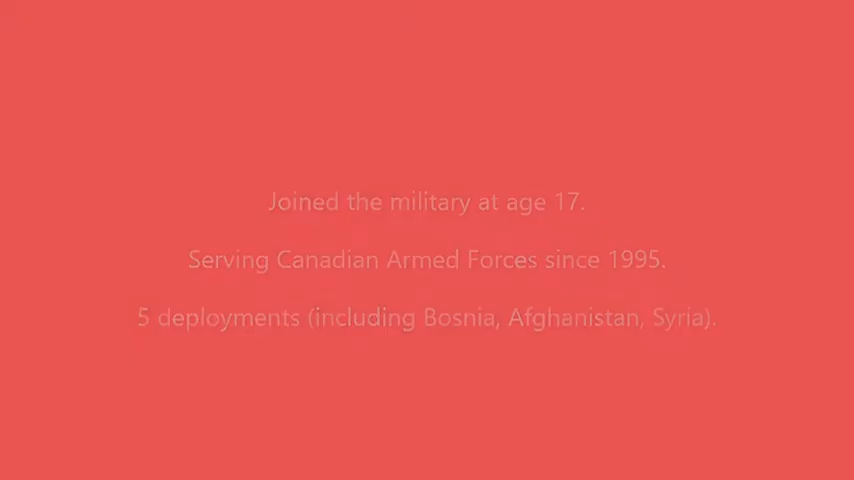 Joined the military at age 17.
Serving Canadian Armed Forces since 1995.
5 deployments (including Bosnia, Afghanistan, Syria).